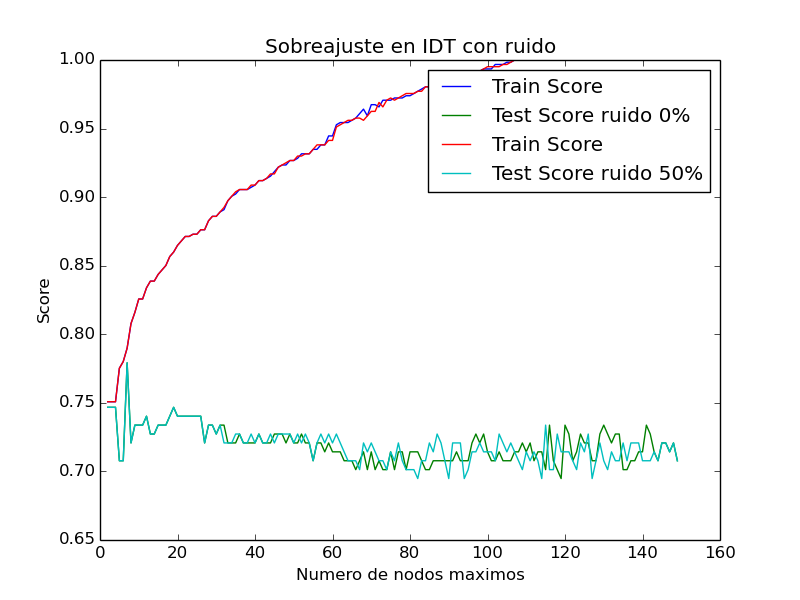 Sobreajuste en IDT con ruido
Train Score
Test Score ruido 0%
Train Score
Test Score ruido 50%
Score
1.00
0.95
0.90
0.85
0.80
0.75
0.70
0.65
0 20 40 60 80 100 120 140 160
Numero de nodos maximos